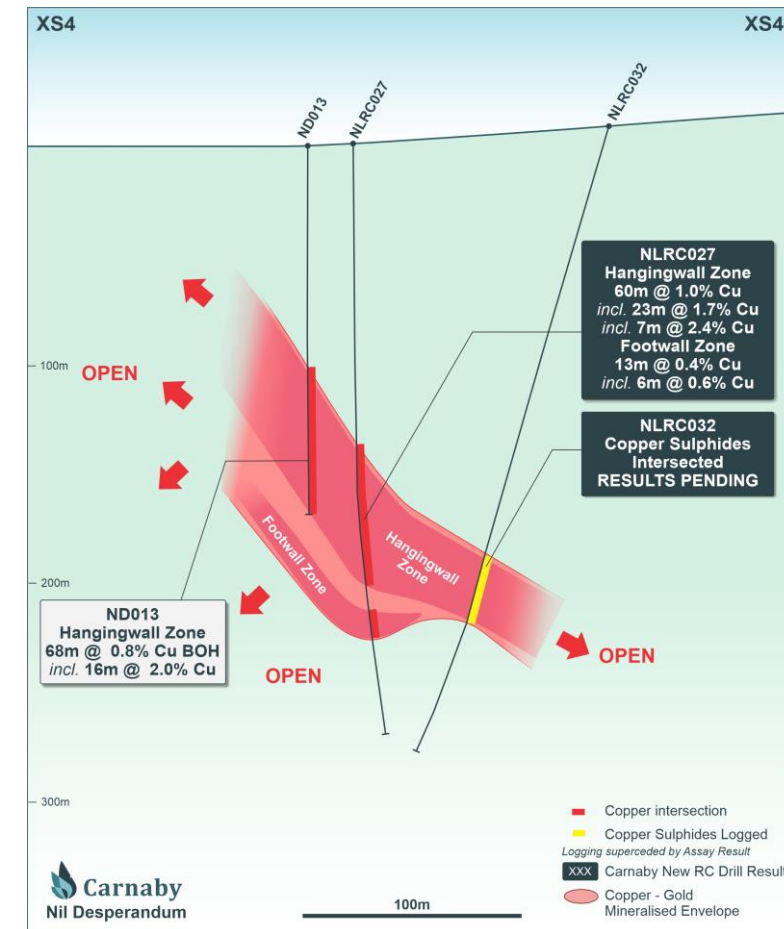 XS4
XS4
ND013
NLRC027
NLRC032
NLRC027
Hangingwall Zone
60m @ 1.0% Cu
incl. 23m @ 1.7% Cu
incl. 7m @ 2.4% Cu
Footwall Zone
13m @ 0.4% Cu
incl. 6m @ 0.6% Cu
100m
OPEN
NLRC032
Copper Sulphides
Intersected
RESULTS PENDING
Footwall Zone
Hangingwall
Zone
200m
ND013
Hangingwall Zone
68m @ 0.8% Cu BOH
incl. 16m @ 2.0% Cu
OPEN
OPEN
300m
Copper intersection
Copper Sulphides Logged
Logging superceded by Assay Result
XXX Carnaby New RC Drill Result
Copper - Gold
Mineralised Envelope
Carnaby
Nil Desperandum
100m